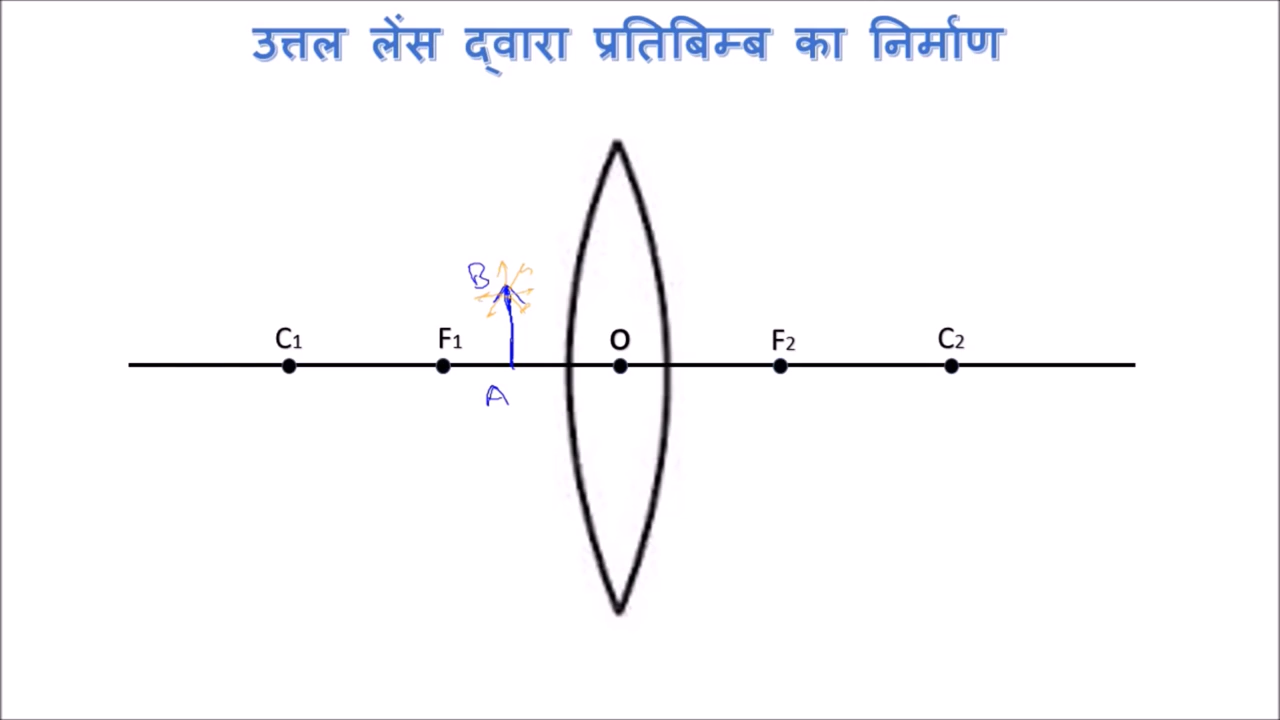 उत्तल लेंस द्वारा प्रतिबिम्ब का निर्माण
B
C1 F1 O F2 C2
A